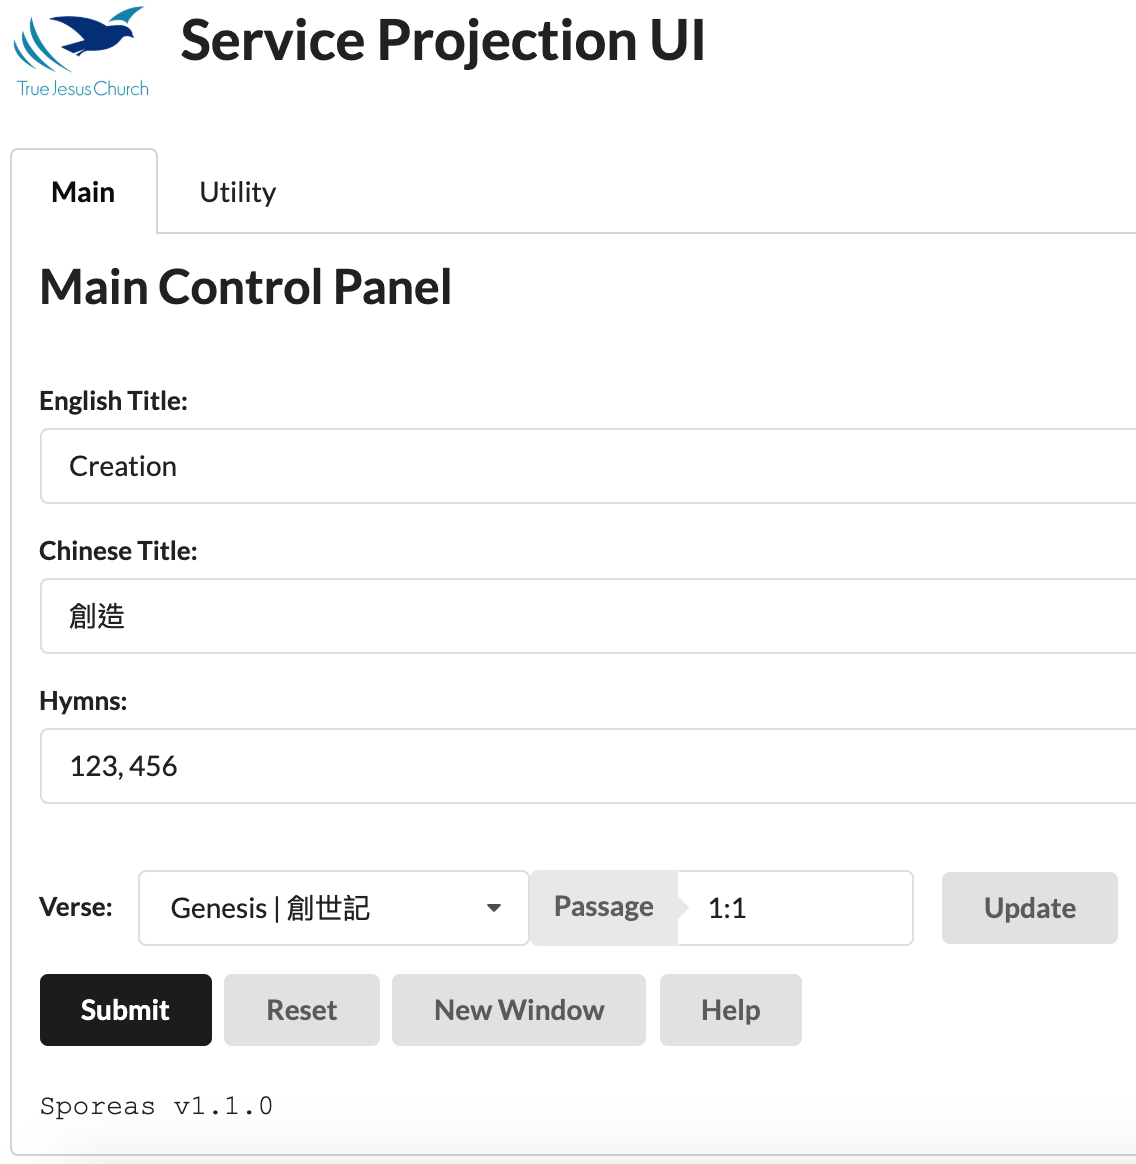 Service Projection UI
True Jesus Church
Main Utility
Main Control Panel
English Title:
Creation
Chinese Title:
創造
Hymns:
123, 456
Verse: Genesis | 創世記 Passage 1:1 Update
Submit Reset New Window Help
Sporeas v1.1.0